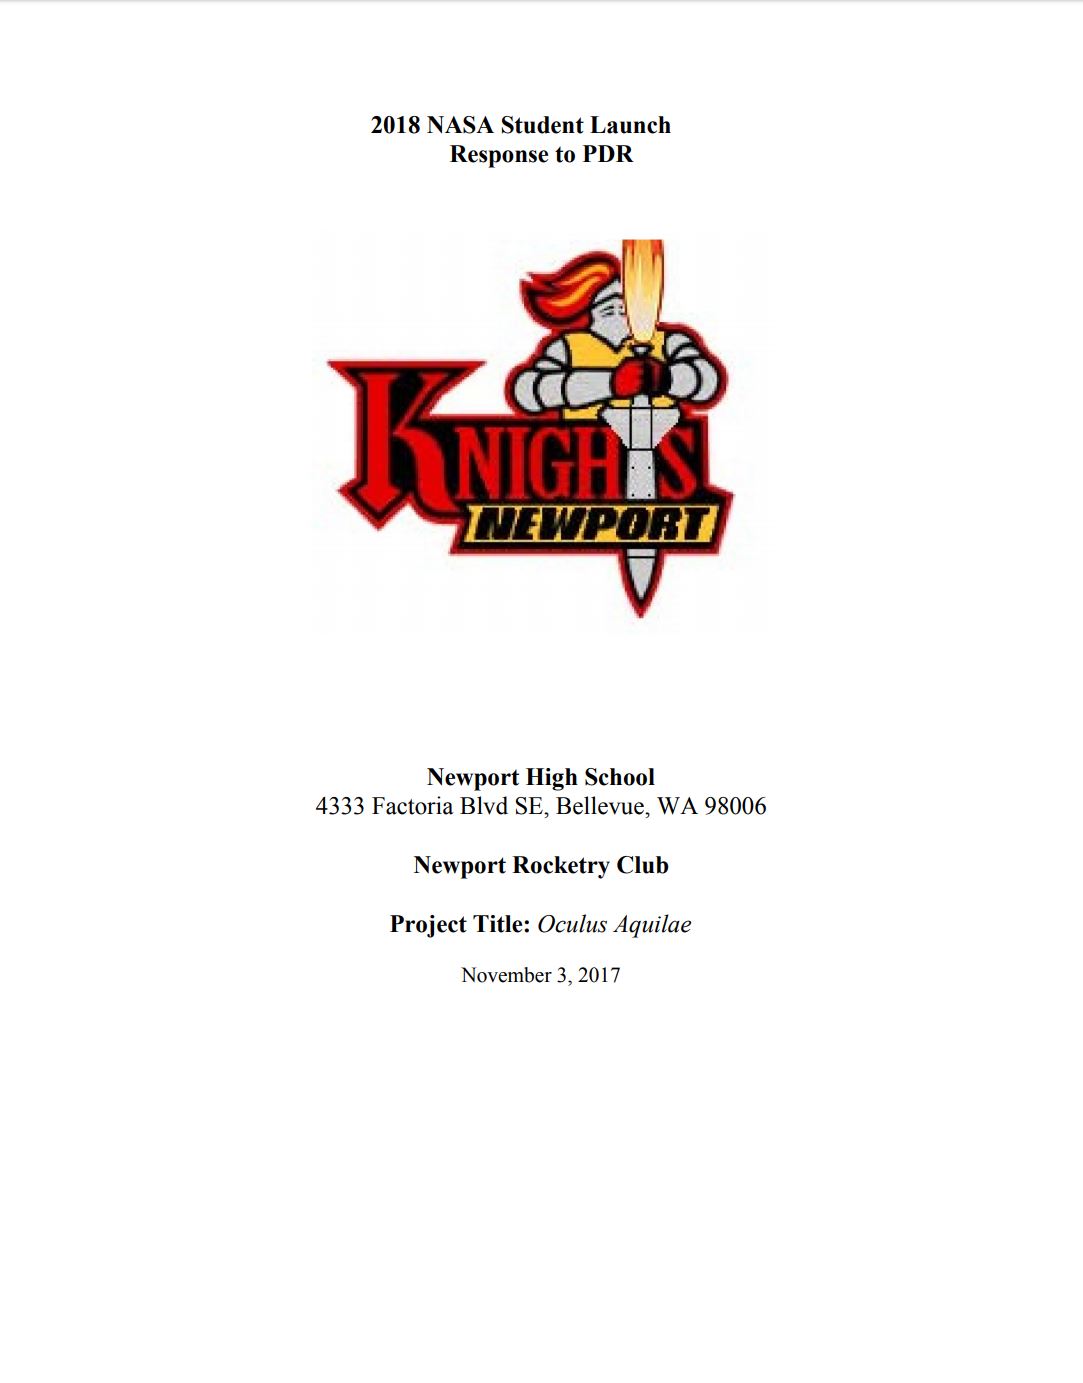 2018 NASA Student Launch
Response to PDR
KNIGHTS
NEWPORT
Newport High School
4333 Factoria Blvd SE, Bellevue, WA 98006
Newport Rocketry Club
Project Title: Oculus Aquilae
November 3, 2017